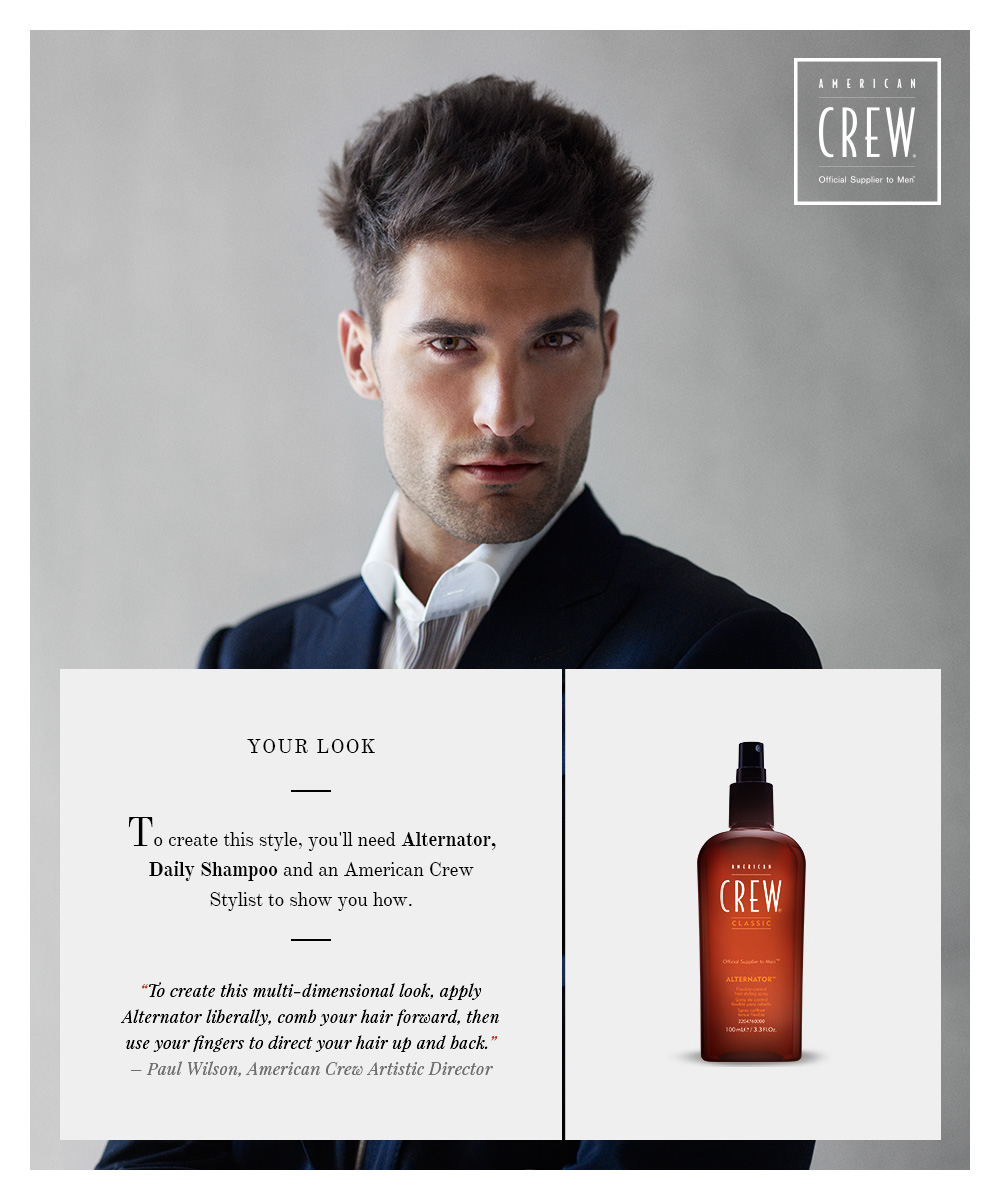 AMERICAN
CREW
Official Supplier to Men®
YOUR LOOK
To create this style, you'll need Alternator,
Daily Shampoo and an American Crew
Stylist to show you how.
“To create this multi-dimensional look, apply
Alternator liberally, comb your hair forward, then
use your fingers to direct your hair up and back.”
– Paul Wilson, American Crew Artistic Director
AMERICAN
CREW
CLASSIC
Official Supplier to Men™
ALTERNATOR™
100 mL℮ / 3.3 Fl.Oz.